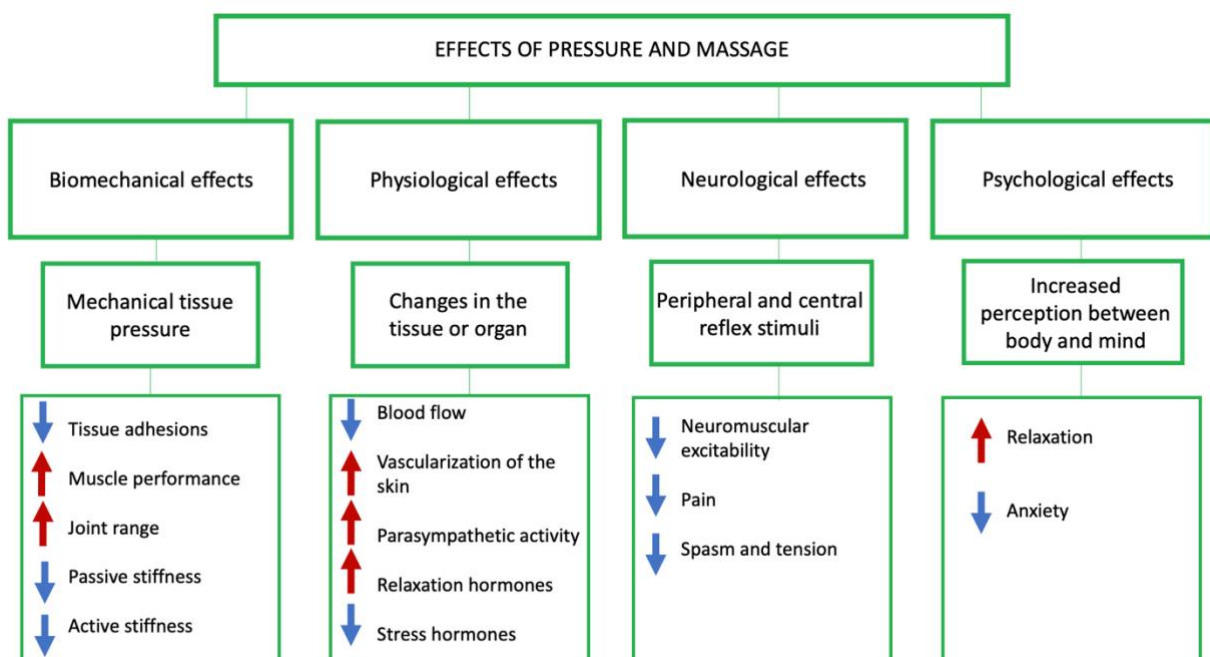 EFFECTS OF PRESSURE AND MASSAGE
Biomechanical effects
Physiological effects
Neurological effects
Psychological effects
Mechanical tissue
pressure
Changes in the
tissue or organ
Peripheral and central
reflex stimuli
Increased
perception between
body and mind
Tissue adhesions
Muscle performance
Joint range
Passive stiffness
Active stiffness
Blood flow
Vascularization of the
skin
Parasympathetic activity
Relaxation hormones
Stress hormones
Neuromuscular
excitability
Pain
Spasm and tension
Relaxation
Anxiety